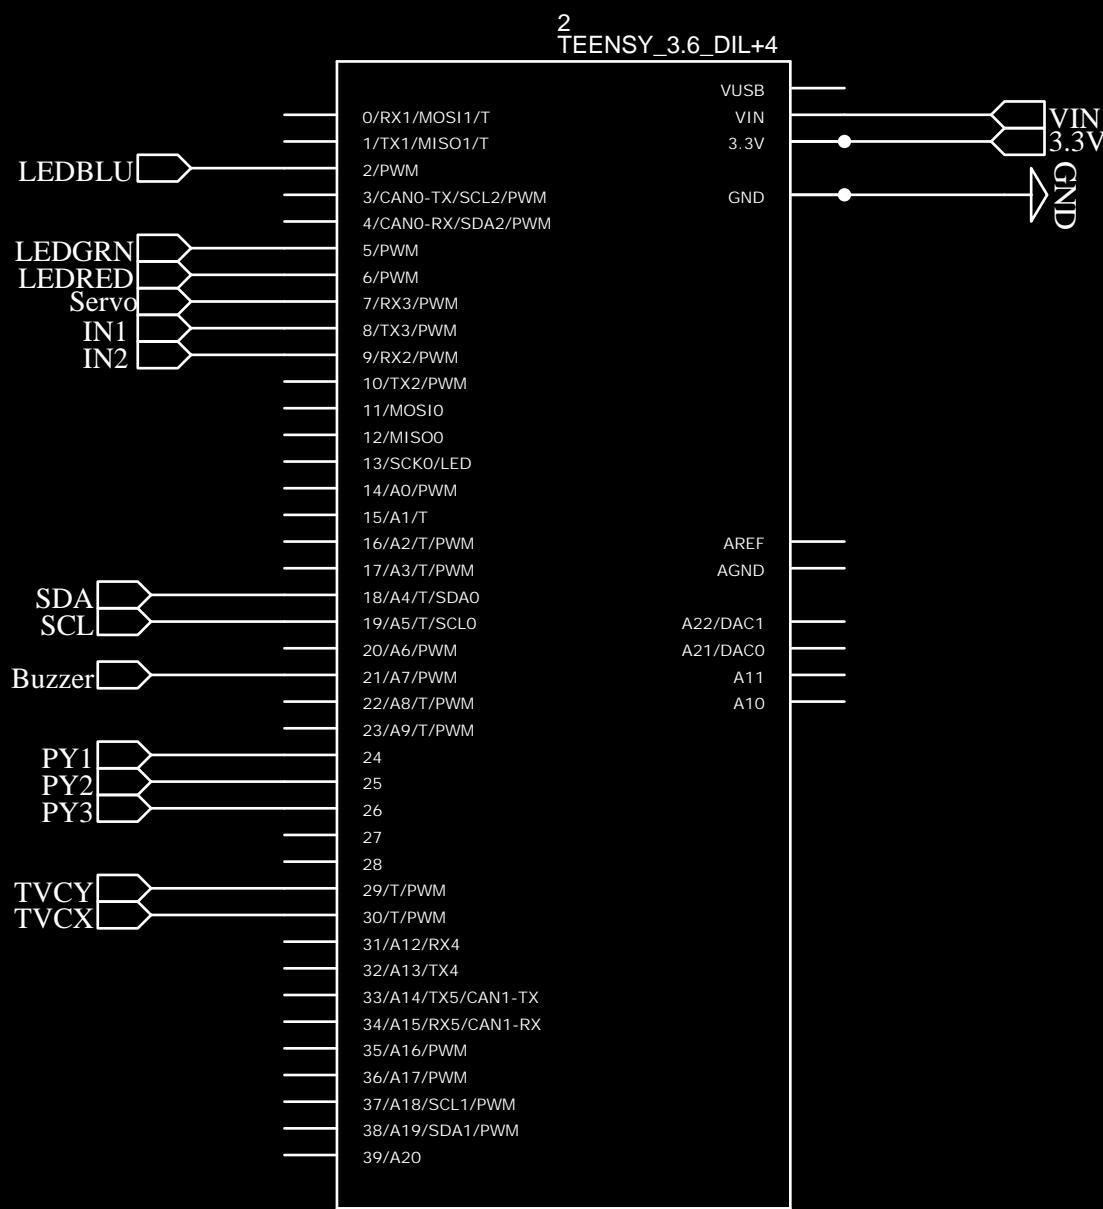 2
TEENSY_3.6_DIL+4
VUSB
0/RX1/MOSI1/T
VIN
VIN
1/TX1/MISO1/T
3.3V
3.3V
LEDBLU
2/PWM
3/CAN0-TX/SCL2/PWM
GND
GND
4/CAN0-RX/SDA2/PWM
LEDGRN
5/PWM
LEDRED
6/PWM
Servo
7/RX3/PWM
IN1
8/TX3/PWM
IN2
9/RX2/PWM
10/TX2/PWM
11/MOSI0
12/MISO0
13/SCK0/LED
14/A0/PWM
15/A1/T
16/A2/T/PWM
AREF
17/A3/T/PWM
AGND
SDA
18/A4/T/SDA0
SCL
19/A5/T/SCL0
A22/DAC1
20/A6/PWM
A21/DAC0
Buzzer
21/A7/PWM
A11
22/A8/T/PWM
A10
23/A9/T/PWM
PY1
24
PY2
25
PY3
26
27
28
TVCY
29/T/PWM
TVCX
30/T/PWM
31/A12/RX4
32/A13/TX4
33/A14/TX5/CAN1-TX
34/A15/RX5/CAN1-RX
35/A16/PWM
36/A17/PWM
37/A18/SCL1/PWM
38/A19/SDA1/PWM
39/A20